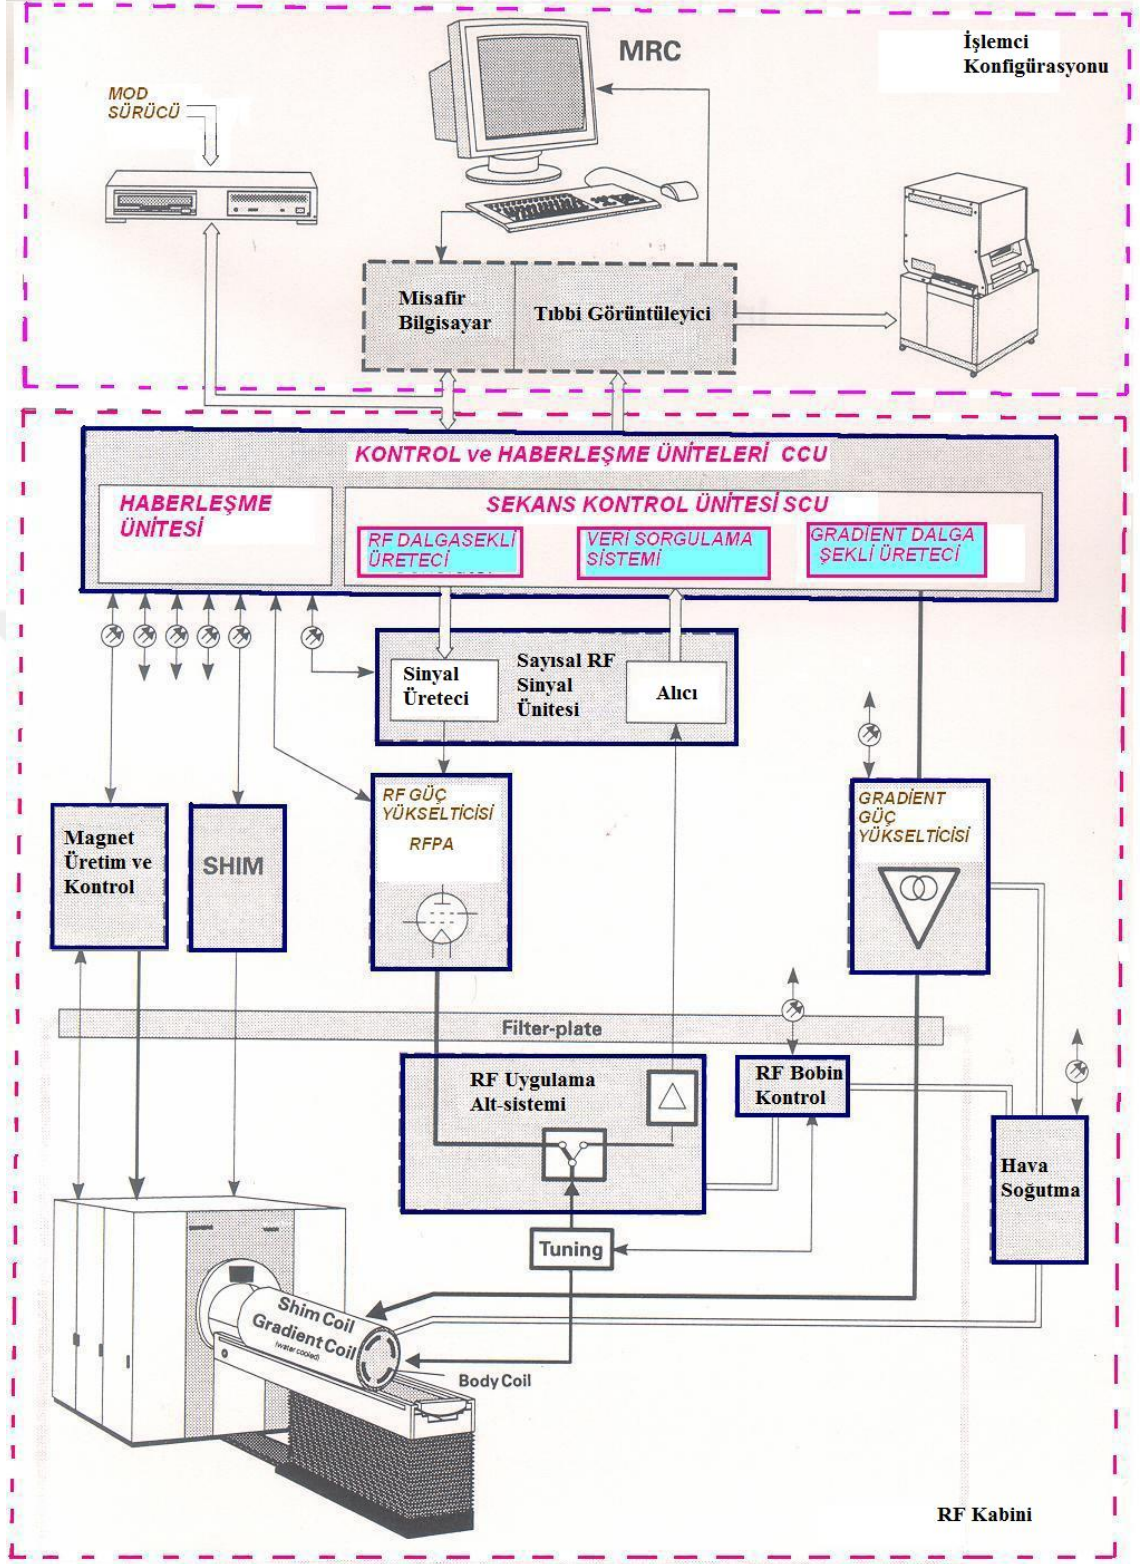 İşlemci
Konfigürasyonu
MRC
MOD
SÜRÜCÜ
Misafir
Bilgisayar
Tıbbi Görüntüleyici
KONTROL ve HABERLEŞME ÜNİTELERİ CCU
HABERLEŞME
ÜNİTESİ
SEKANS KONTROL ÜNİTESİ SCU
RF DALGASEKLİ
ÜRETECİ
VERİ SORGULAMA
SİSTEMİ
GRADİENT DALGA
ŞEKLİ ÜRETECİ
Sinyal
Üreteci
Sayısal RF
Sinyal
Ünitesi
Alıcı
Magnet
Üretim ve
Kontrol
SHIM
RF GÜÇ
YÜKSELTİCİSİ
RFPA
GRADİENT
GÜÇ
YÜKSELTİCİSİ
Filter-plate
RF Uygulama
Alt-sistemi
RF Bobin
Kontrol
Hava
Soğutma
Tuning
Shim Coil
Gradient Coil
(water cooled)
Body Coil
RF Kabini